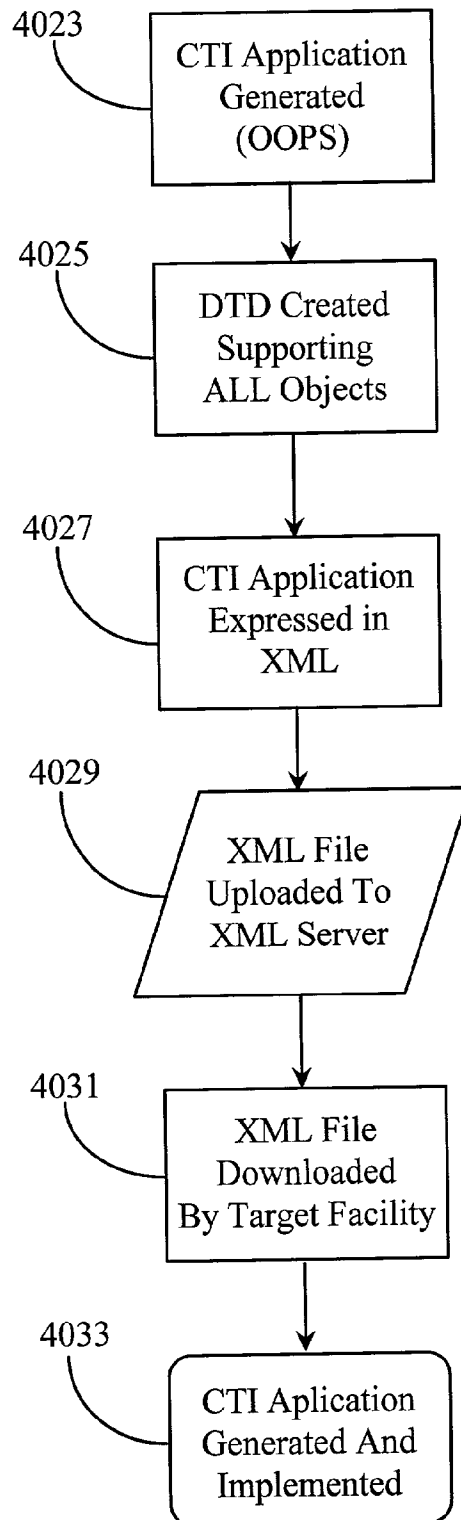 4023
CTI Application
Generated
(OOPS)
4025
DTD Created
Supporting
ALL Objects
4027
CTI Application
Expressed in
XML
4029
XML File
Uploaded To
XML Server
4031
XML File
Downloaded
By Target Facility
4033
CTI Aplication
Generated And
Implemented